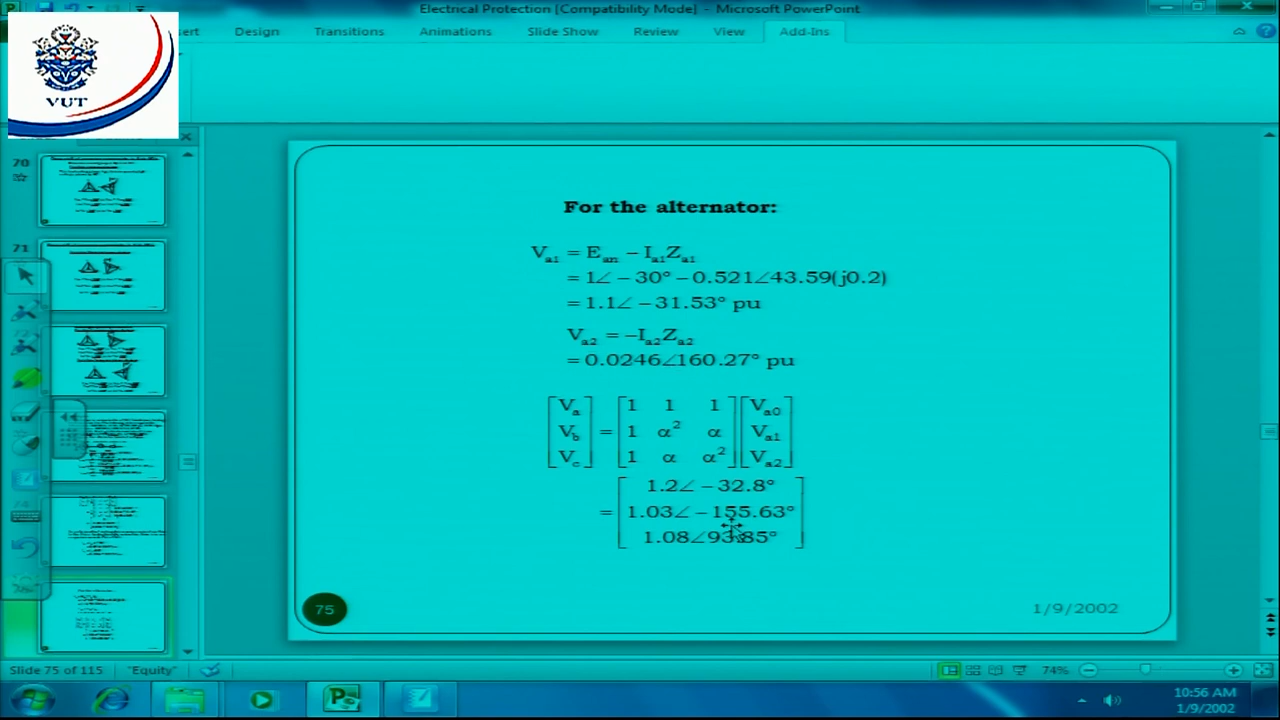 Electrical Protection [Compatibility Mode] - Microsoft PowerPoint
Design Transitions Animations Slide Show Review View Add-Ins
VUT
70
71
For the alternator:
Va1 = Ean − Ia1Za1
= 1∠−30° − 0.521∠43.59(j0.2)
= 1.1∠−31.53° pu
Va2 = −Ia2Za2
= 0.0246∠160.27° pu
[Va] [1 1 1] [Va0]
[Vb] = [1 α² α] [Va1]
[Vc] [1 α α²] [Va2]
[1.2∠−32.8°]
= [1.03∠−155.63°]
[1.08∠93.85°]
75
1/9/2002
Slide 75 of 115 "Equity" 74%
10:56 AM
1/9/2002